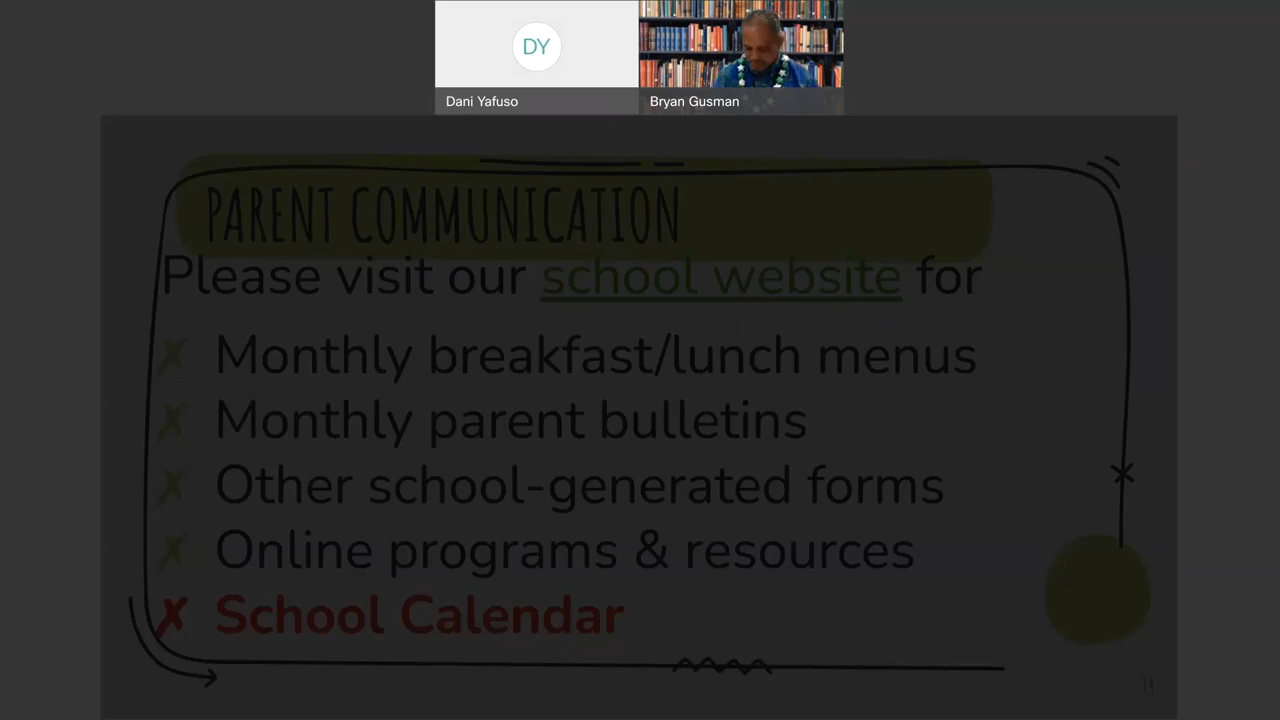 DY
Dani Yafuso
Bryan Gusman
PARENT COMMUNICATION
Please visit our school website for
✗ Monthly breakfast/lunch menus
✗ Monthly parent bulletins
✗ Other school-generated forms
✗ Online programs & resources
✗ School Calendar